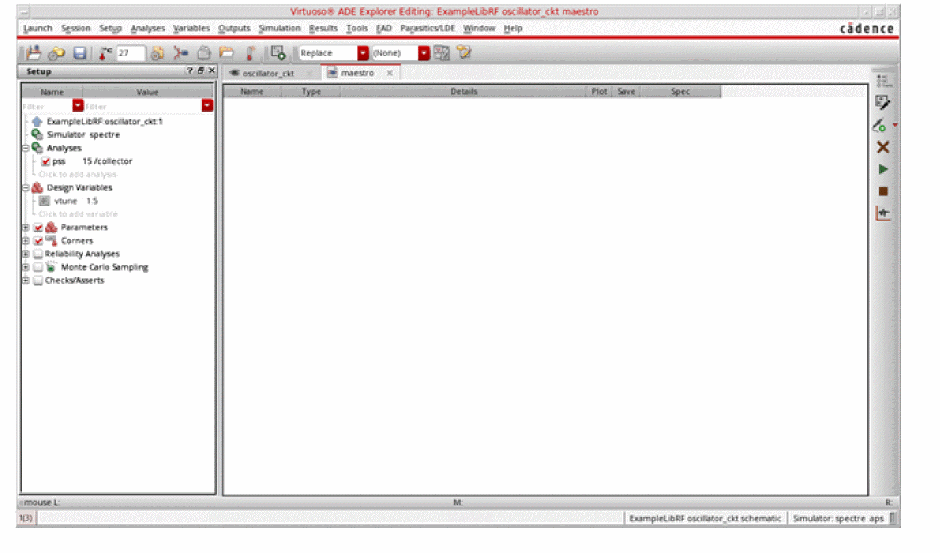 Virtuoso® ADE Explorer Editing: ExampleLibRF oscillator_ckt maestro
Launch Session Setup Analyses Variables Outputs Simulation Results Tools EAD Parasitics/LDE Window Help cādence
27 Replace (None)
Setup ? oscillator_ckt maestro
Name Value Name Type Details Plot Save Spec
Filter Filter
ExampleLibRF:oscillator_ckt:1
Simulator spectre
Analyses
pss 15 /collector
Click to add analysis
Design Variables
vtune 1.5
Click to add variable
Parameters
Corners
Reliability Analyses
Monte Carlo Sampling
Checks/Asserts
mouse L: M: R:
1(3) ExampleLibRF oscillator_ckt schematic Simulator: spectre aps